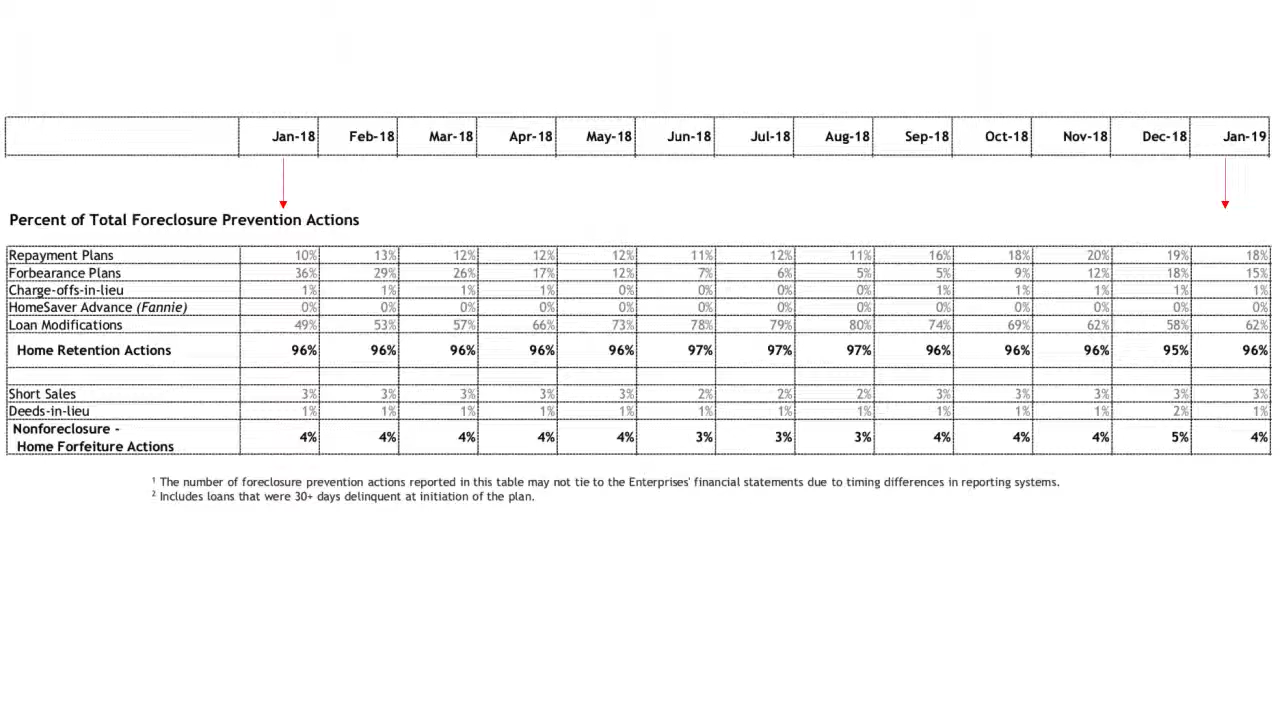 Jan-18 Feb-18 Mar-18 Apr-18 May-18 Jun-18 Jul-18 Aug-18 Sep-18 Oct-18 Nov-18 Dec-18 Jan-19
Percent of Total Foreclosure Prevention Actions
Repayment Plans 10% 13% 12% 12% 12% 11% 12% 11% 16% 18% 20% 19% 18%
Forbearance Plans 36% 29% 26% 17% 12% 7% 6% 5% 5% 9% 12% 18% 15%
Charge-offs-in-lieu 1% 1% 1% 1% 0% 0% 0% 0% 1% 1% 1% 1% 1%
HomeSaver Advance (Fannie) 0% 0% 0% 0% 0% 0% 0% 0% 0% 0% 0% 0% 0%
Loan Modifications 49% 53% 57% 66% 73% 78% 79% 80% 74% 69% 62% 58% 62%
Home Retention Actions 96% 96% 96% 96% 96% 97% 97% 97% 96% 96% 96% 95% 96%
Short Sales 3% 3% 3% 3% 3% 2% 2% 2% 3% 3% 3% 3% 3%
Deeds-in-lieu 1% 1% 1% 1% 1% 1% 1% 1% 1% 1% 1% 2% 1%
Nonforeclosure -
Home Forfeiture Actions 4% 4% 4% 4% 4% 3% 3% 3% 4% 4% 4% 5% 4%
¹ The number of foreclosure prevention actions reported in this table may not tie to the Enterprises' financial statements due to timing differences in reporting systems.
² Includes loans that were 30+ days delinquent at initiation of the plan.